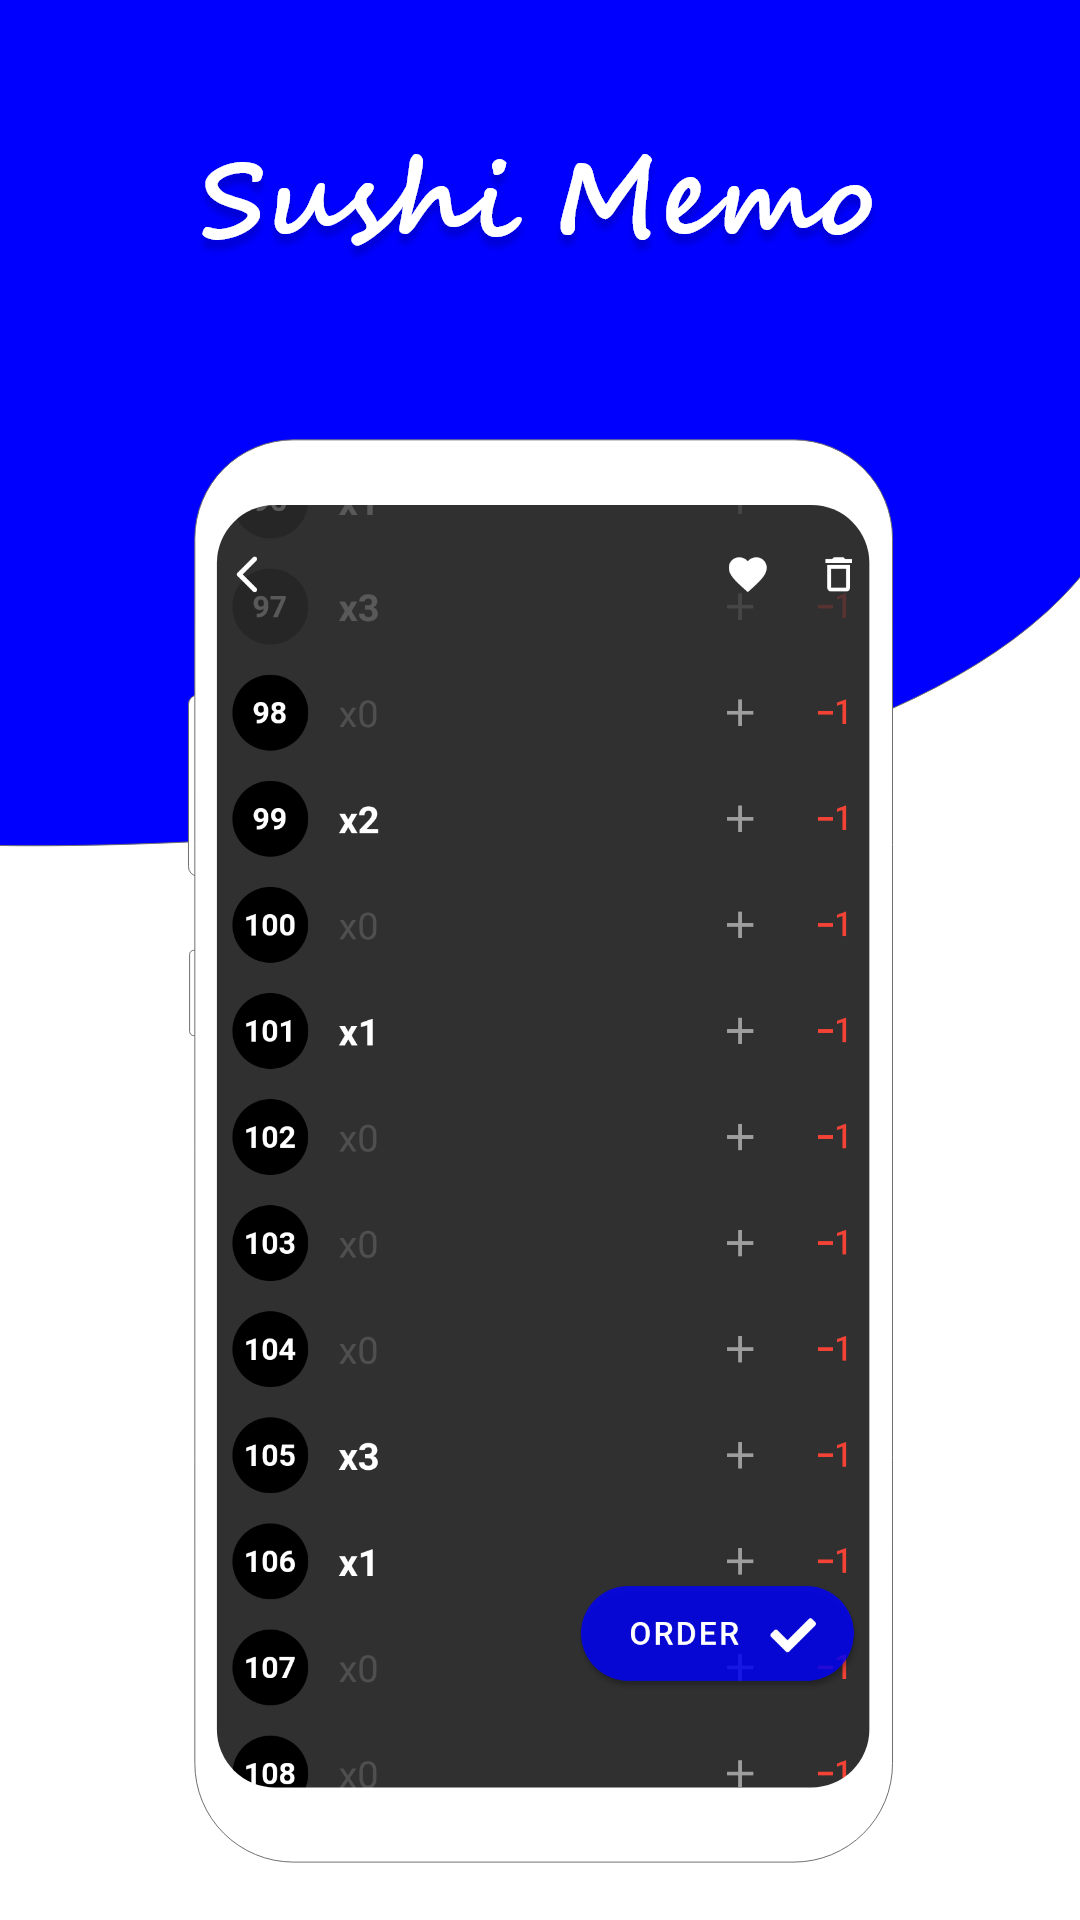 Sushi Memo
x1
97 x3 + −1
98 x0 + −1
99 x2 + −1
100 x0 + −1
101 x1 + −1
102 x0 + −1
103 x0 + −1
104 x0 + −1
105 x3 + −1
106 x1 + −1
ORDER
107 x0 + −1
108 x0 + −1